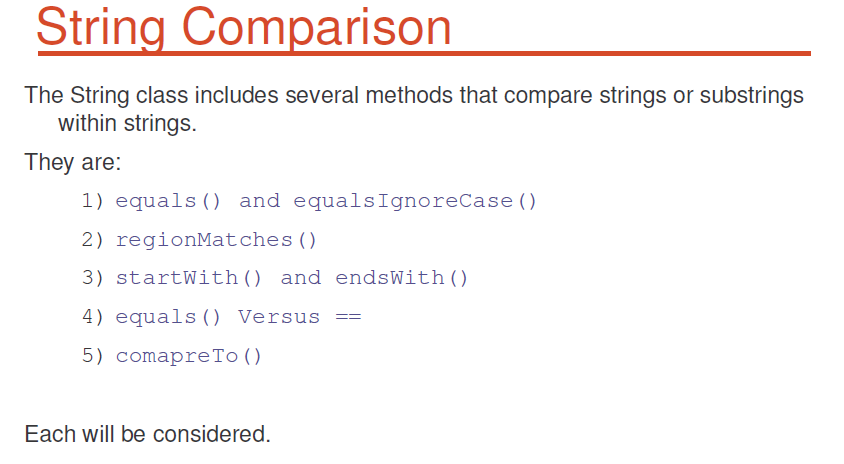 String Comparison
The String class includes several methods that compare strings or substrings
within strings.
They are:
1) equals() and equalsIgnoreCase()
2) regionMatches()
3) startWith() and endsWith()
4) equals() Versus ==
5) comapreTo()
Each will be considered.